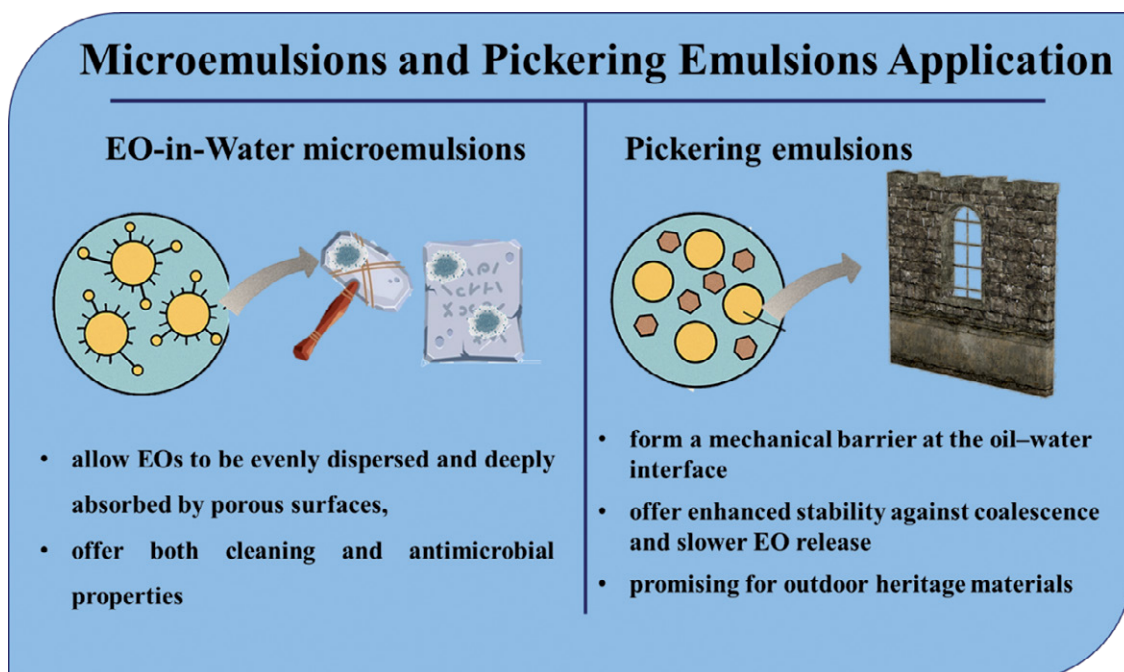 Microemulsions and Pickering Emulsions Application
EO-in-Water microemulsions
• allow EOs to be evenly dispersed and deeply
absorbed by porous surfaces,
• offer both cleaning and antimicrobial
properties
Pickering emulsions
• form a mechanical barrier at the oil–water
interface
• offer enhanced stability against coalescence
and slower EO release
• promising for outdoor heritage materials